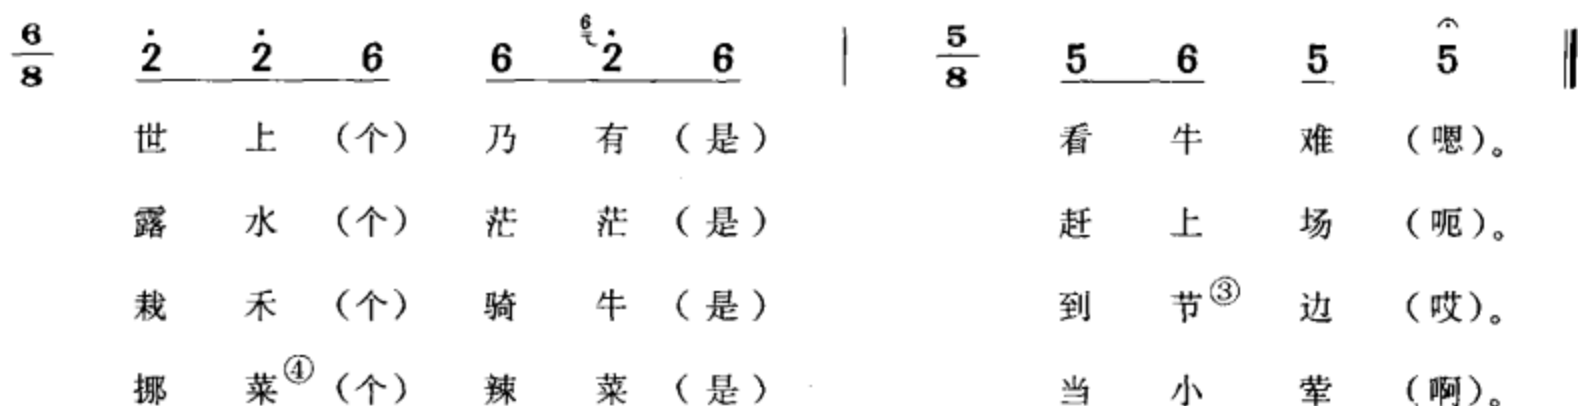 6/8 2̇ 2̇ 6 6 ⁶2̇ 6 | 5/8 5 6 5 5 ‖
世 上 （个） 乃 有 （是） 看 牛 难 （嗯）。
露 水 （个） 茫 茫 （是） 赶 上 场 （呃）。
栽 禾 （个） 骑 牛 （是） 到 节③ 边 （哎）。
挪 菜④ （个） 辣 菜 （是） 当 小 荤 （啊）。